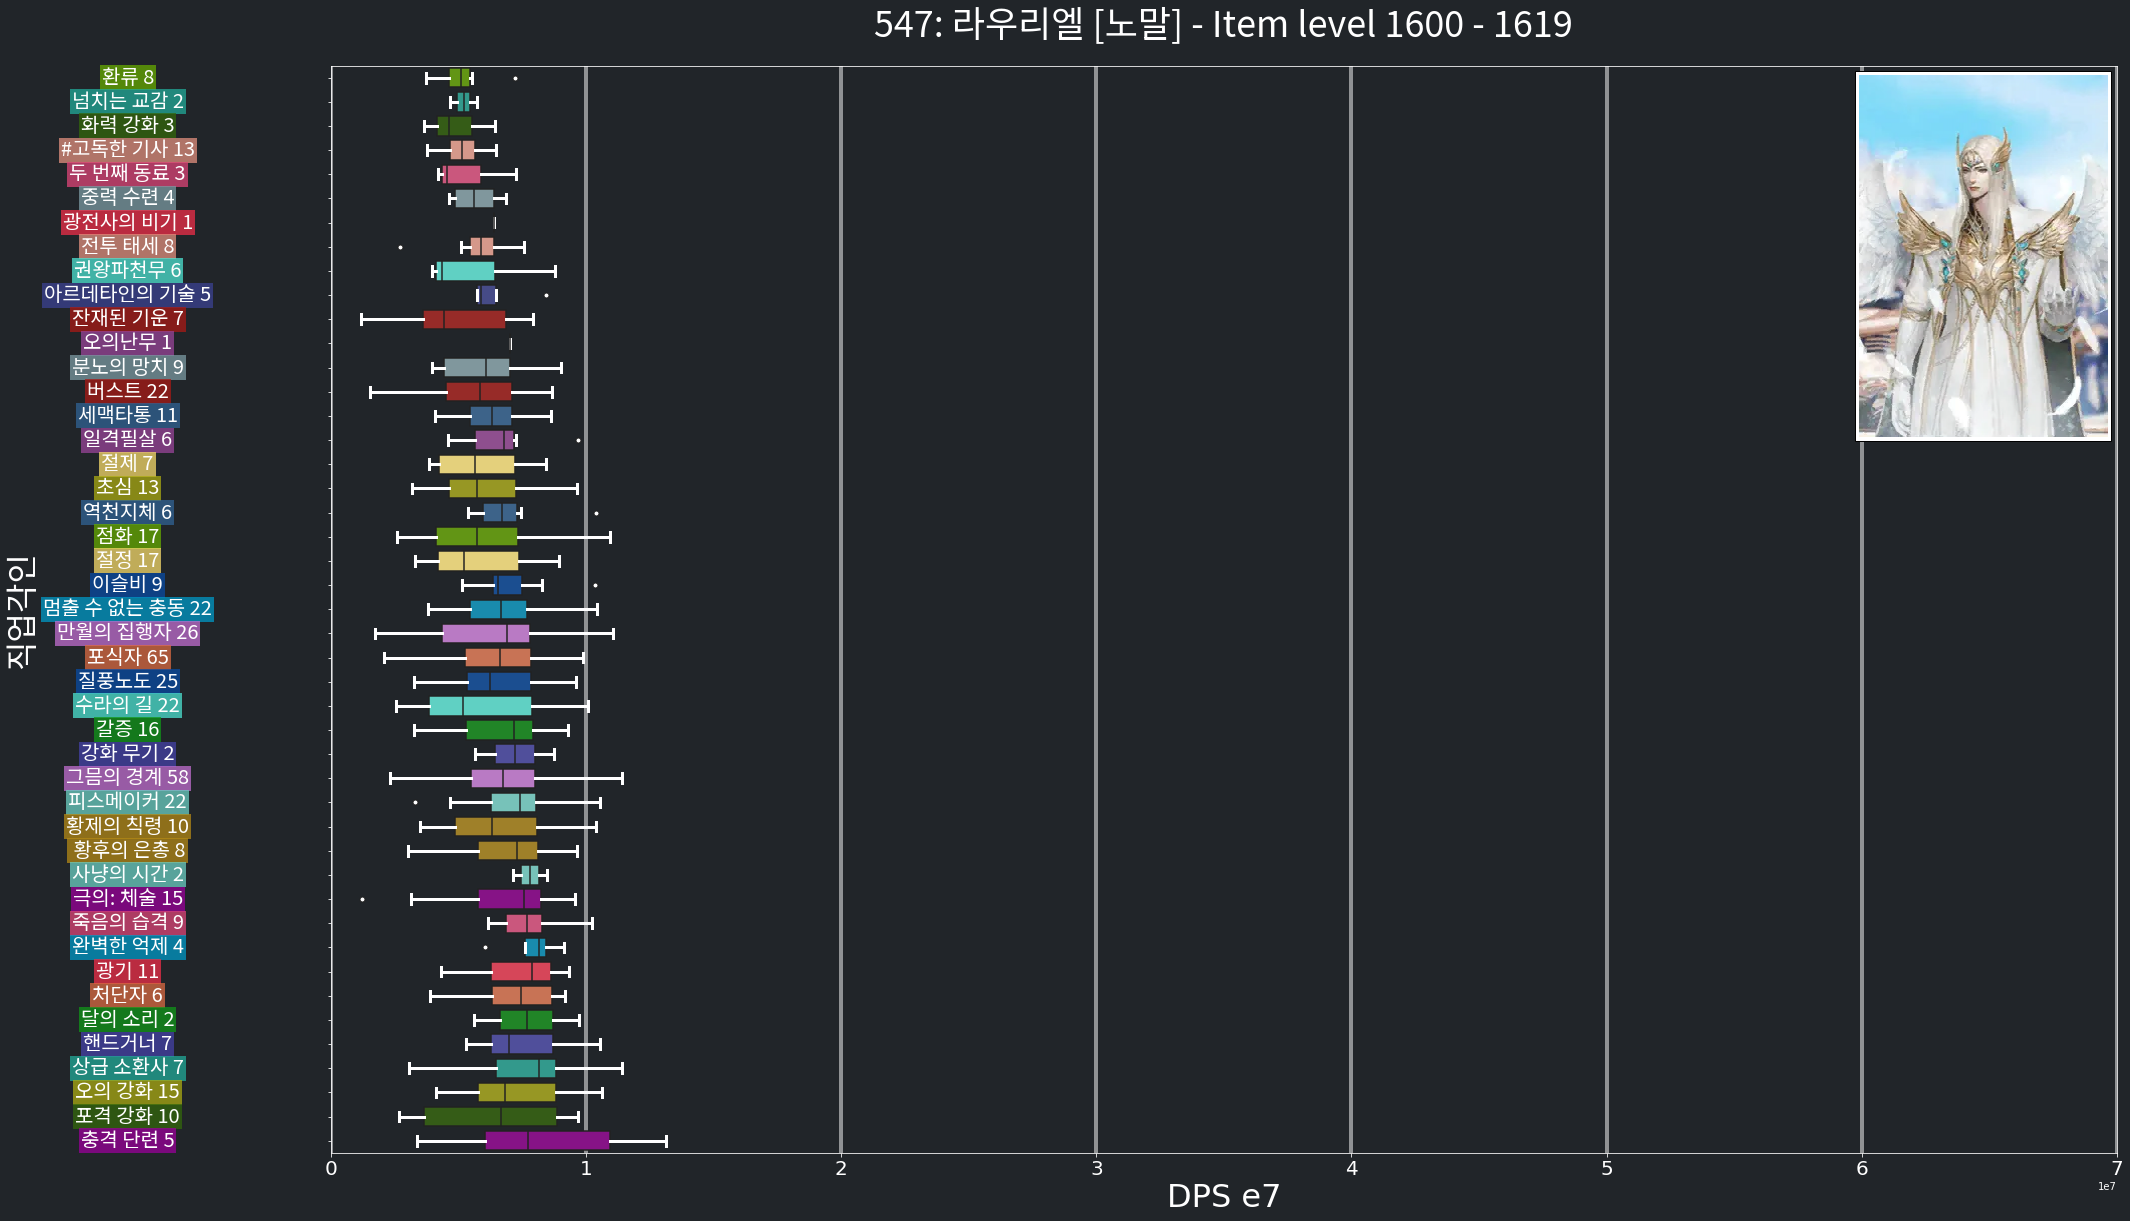 547: 라우리엘 [노말] - Item level 1600 - 1619
환류 8
넘치는 교감 2
화력 강화 3
#고독한 기사 13
두 번째 동료 3
중력 수련 4
광전사의 비기 1
전투 태세 8
권왕파천무 6
아르데타인의 기술 5
잔재된 기운 7
오의난무 1
분노의 망치 9
버스트 22
세맥타통 11
일격필살 6
절제 7
초심 13
역천지체 6
점화 17
절정 17
이슬비 9
멈출 수 없는 충동 22
만월의 집행자 26
포식자 65
질풍노도 25
수라의 길 22
갈증 16
강화 무기 2
그믐의 경계 58
피스메이커 22
황제의 칙령 10
황후의 은총 8
사냥의 시간 2
극의: 체술 15
죽음의 습격 9
완벽한 억제 4
광기 11
처단자 6
달의 소리 2
핸드거너 7
상급 소환사 7
오의 강화 15
포격 강화 10
충격 단련 5
직업각인
0 1 2 3 4 5 6 7
1e7
DPS e7